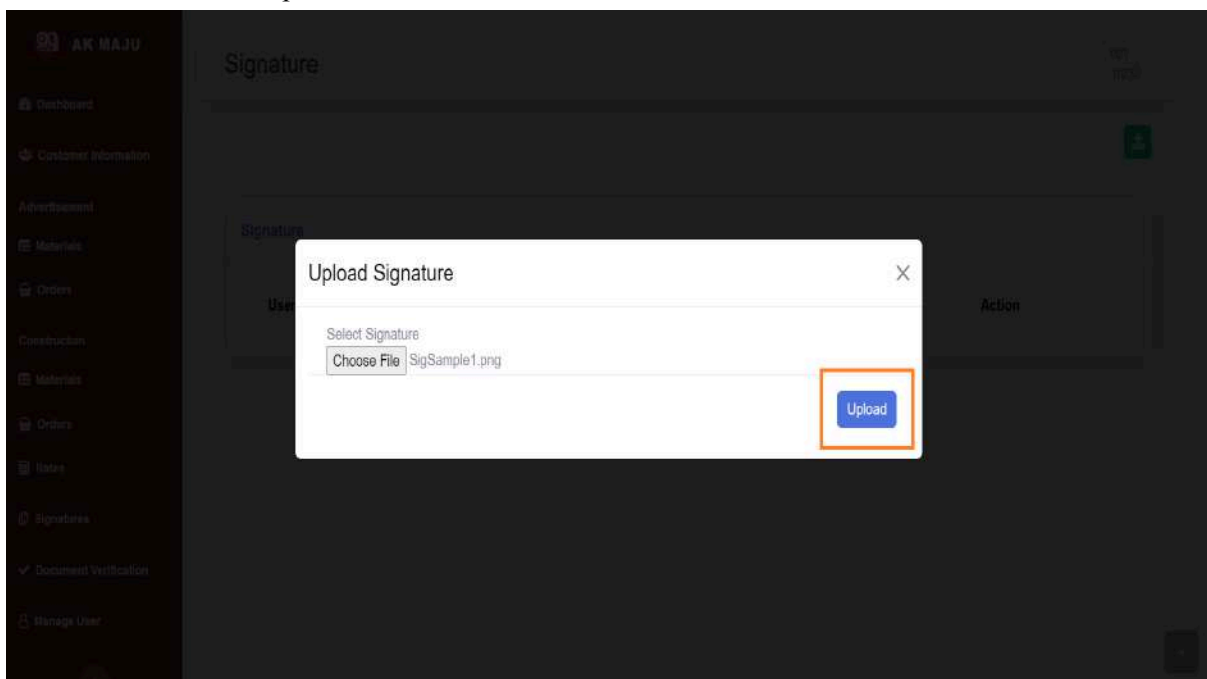 AK MAJU
Signature
Dashboard
Customer Information
Advertisement
Materials
Orders
Construction
Materials
Orders
Rates
Signatures
Document Verification
Manage User
Signature
User
Action
Upload Signature
Select Signature
Choose File SigSample1.png
Upload